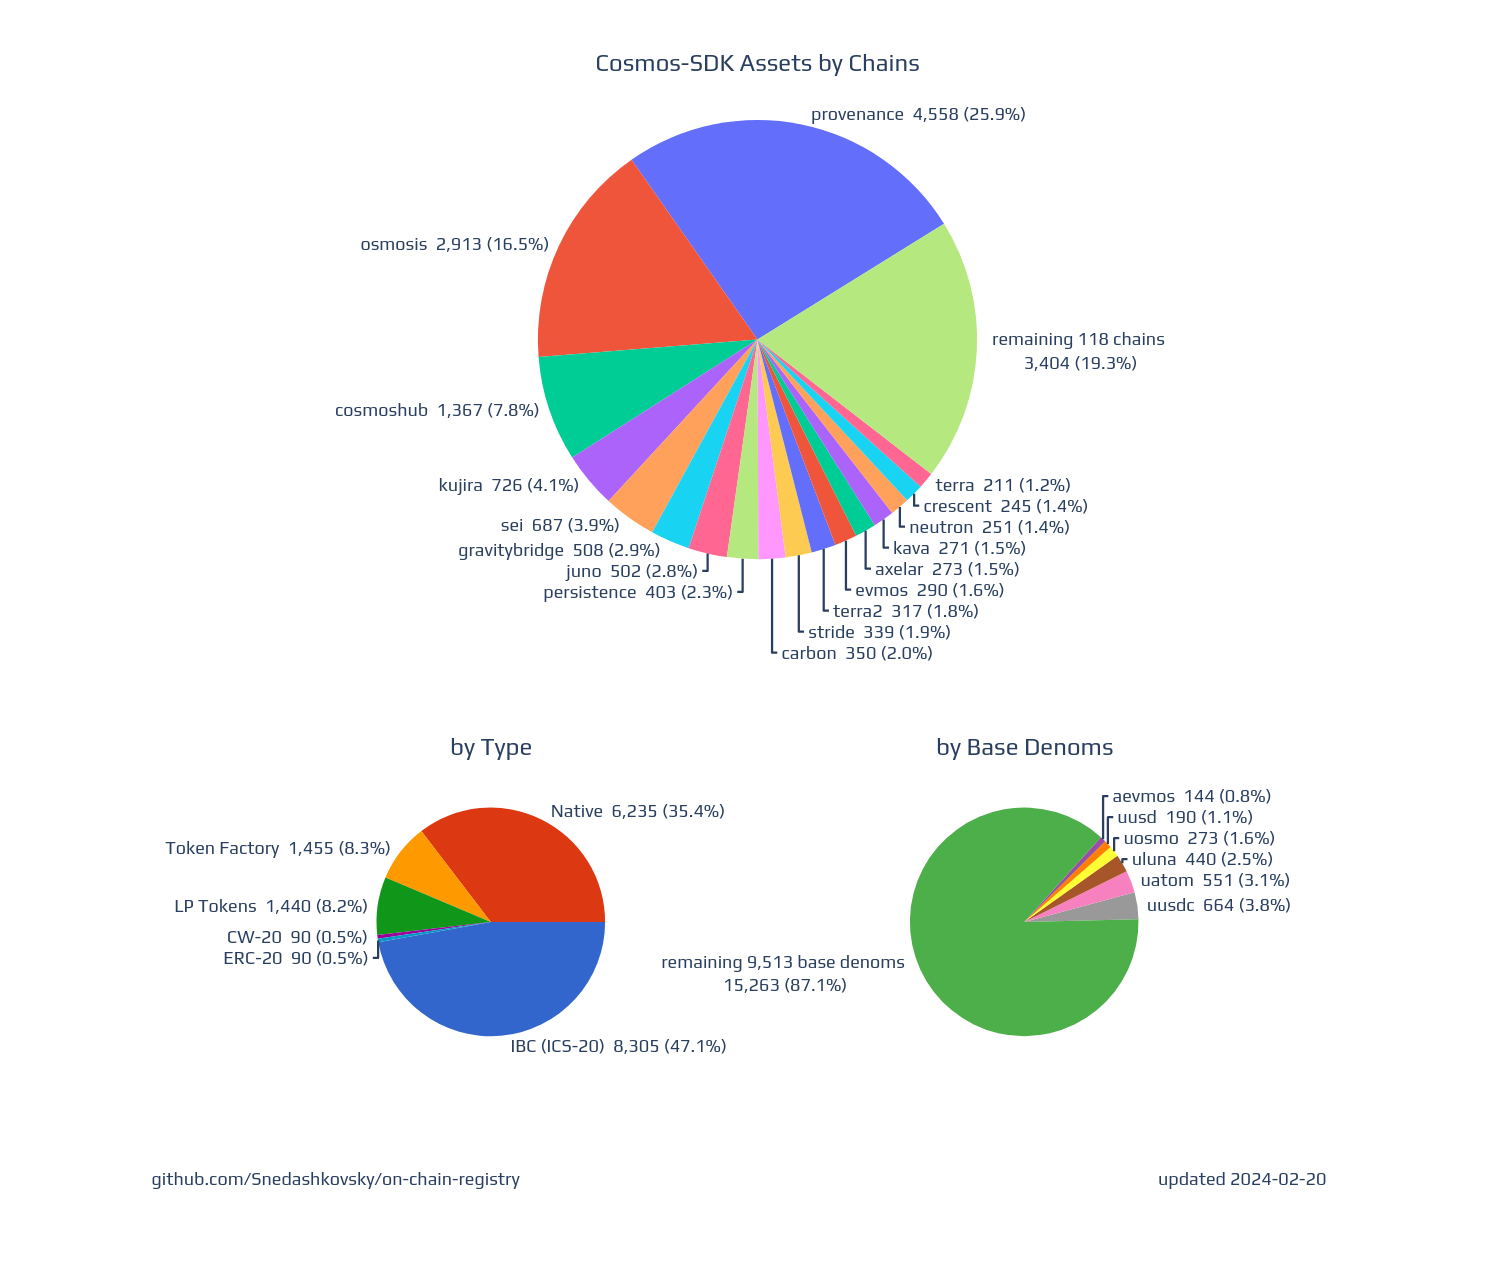 Cosmos-SDK Assets by Chains
provenance 4,558 (25.9%)
osmosis 2,913 (16.5%)
remaining 118 chains
3,404 (19.3%)
cosmoshub 1,367 (7.8%)
kujira 726 (4.1%)
terra 211 (1.2%)
crescent 245 (1.4%)
sei 687 (3.9%)
neutron 251 (1.4%)
gravitybridge 508 (2.9%)
kava 271 (1.5%)
juno 502 (2.8%)
axelar 273 (1.5%)
persistence 403 (2.3%)
evmos 290 (1.6%)
terra2 317 (1.8%)
stride 339 (1.9%)
carbon 350 (2.0%)
by Type
Native 6,235 (35.4%)
Token Factory 1,455 (8.3%)
LP Tokens 1,440 (8.2%)
CW-20 90 (0.5%)
ERC-20 90 (0.5%)
IBC (ICS-20) 8,305 (47.1%)
by Base Denoms
aevmos 144 (0.8%)
uusd 190 (1.1%)
uosmo 273 (1.6%)
uluna 440 (2.5%)
uatom 551 (3.1%)
uusdc 664 (3.8%)
remaining 9,513 base denoms
15,263 (87.1%)
github.com/Snedashkovsky/on-chain-registry
updated 2024-02-20